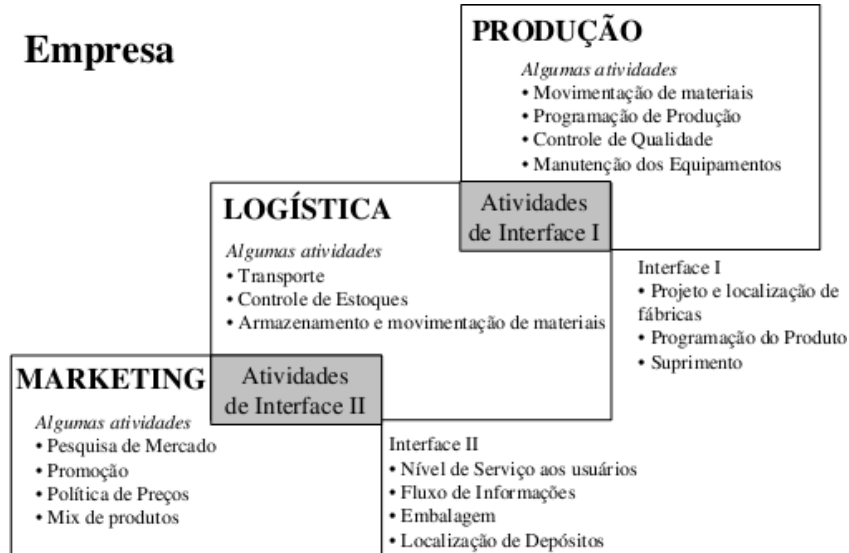 Empresa
PRODUÇÃO
Algumas atividades
• Movimentação de materiais
• Programação de Produção
• Controle de Qualidade
• Manutenção dos Equipamentos
Atividades
de Interface I
LOGÍSTICA
Algumas atividades
• Transporte
• Controle de Estoques
• Armazenamento e movimentação de materiais
Interface I
• Projeto e localização de
fábricas
• Programação do Produto
• Suprimento
MARKETING
Algumas atividades
• Pesquisa de Mercado
• Promoção
• Política de Preços
• Mix de produtos
Atividades
de Interface II
Interface II
• Nível de Serviço aos usuários
• Fluxo de Informações
• Embalagem
• Localização de Depósitos